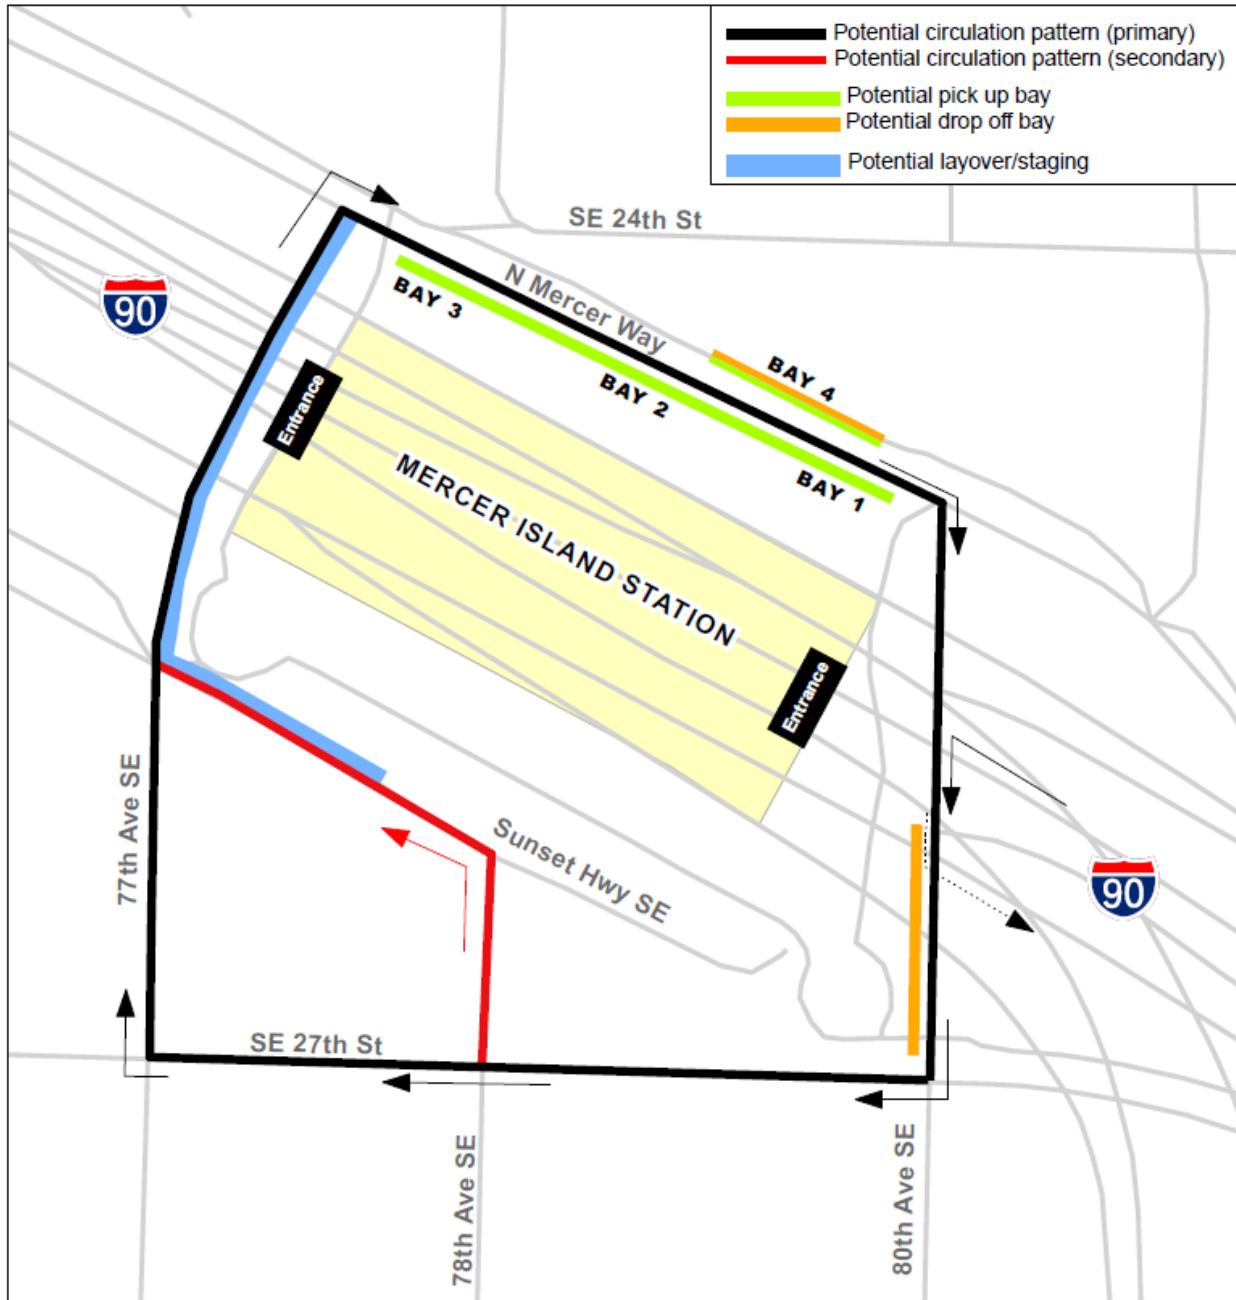 Potential circulation pattern (primary)
Potential circulation pattern (secondary)
Potential pick up bay
Potential drop off bay
Potential layover/staging
SE 24th St
N Mercer Way
90
BAY 3
BAY 4
BAY 2
Entrance
BAY 1
MERCER ISLAND STATION
Entrance
77th Ave SE
Sunset Hwy SE
90
SE 27th St
78th Ave SE
80th Ave SE